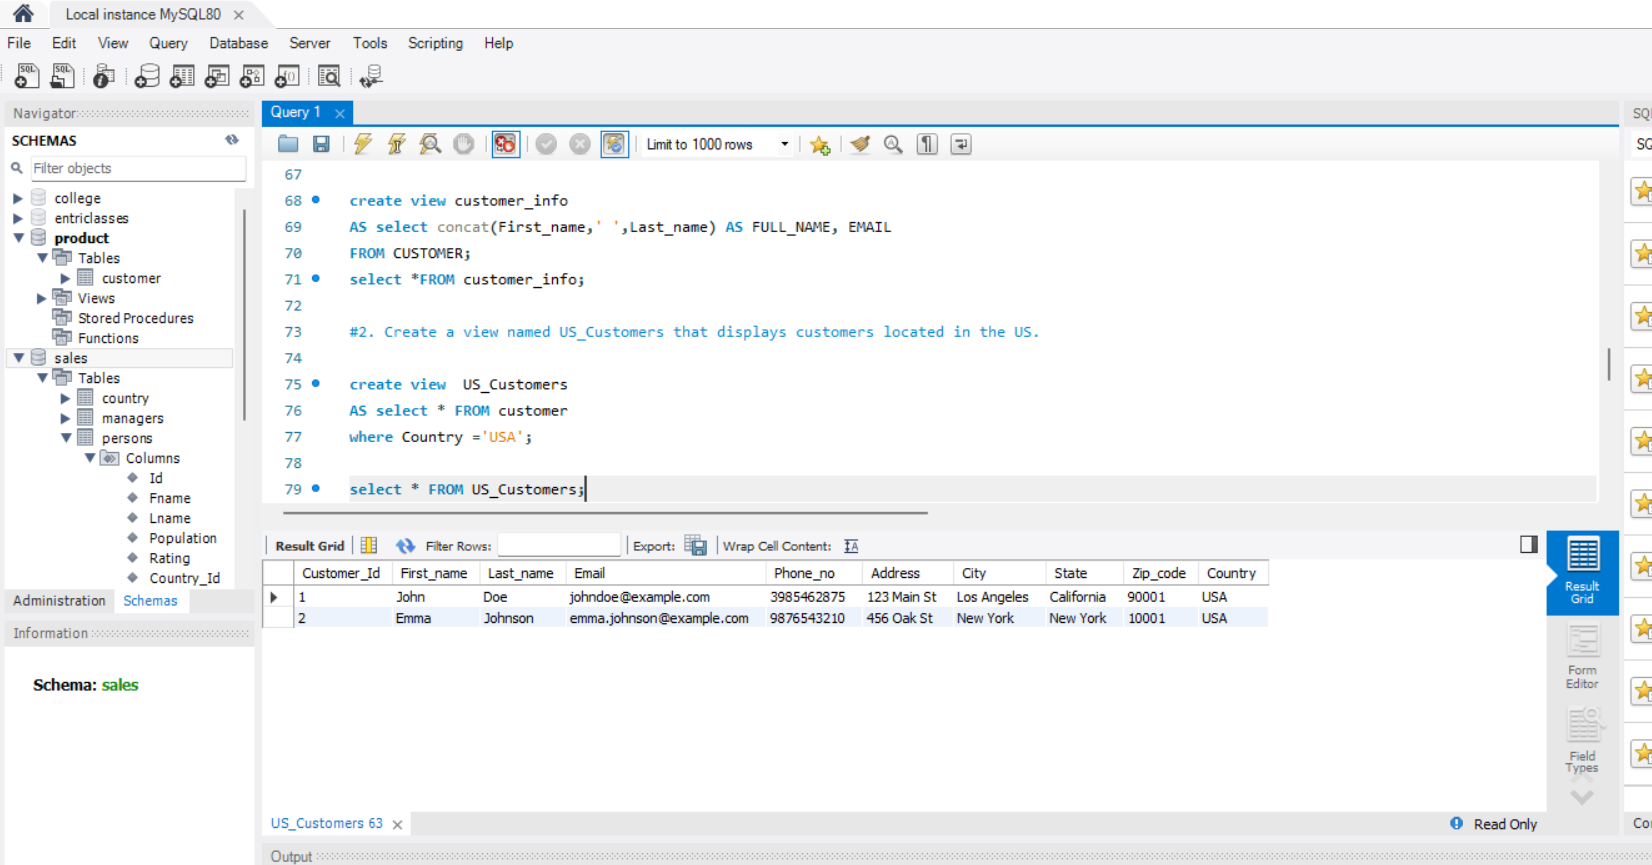 Local instance MySQL80
File Edit View Query Database Server Tools Scripting Help
Navigator
SCHEMAS
Filter objects
college
entriclasses
product
Tables
customer
Views
Stored Procedures
Functions
sales
Tables
country
managers
persons
Columns
Id
Fname
Lname
Population
Rating
Country_Id
Administration Schemas
Information
Schema: sales
Query 1
Limit to 1000 rows
67
68 create view customer_info
69 AS select concat(First_name,' ',Last_name) AS FULL_NAME, EMAIL
70 FROM CUSTOMER;
71 select *FROM customer_info;
72
73 #2. Create a view named US_Customers that displays customers located in the US.
74
75 create view  US_Customers
76 AS select * FROM customer
77 where Country ='USA';
78
79 select * FROM US_Customers;
Result Grid Filter Rows: Export: Wrap Cell Content:
Customer_Id First_name Last_name Email Phone_no Address City State Zip_code Country
1 John Doe johndoe@example.com 3985462875 123 Main St Los Angeles California 90001 USA
2 Emma Johnson emma.johnson@example.com 9876543210 456 Oak St New York New York 10001 USA
Result
Grid
Form
Editor
Field
Types
US_Customers 63
Read Only
Output